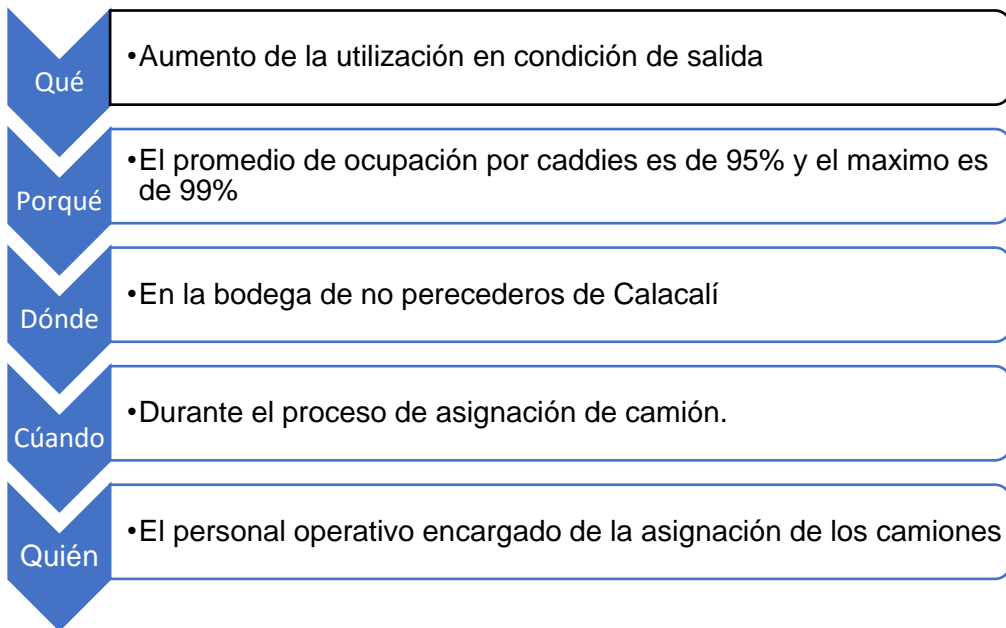 Qué
•Aumento de la utilización en condición de salida
Porqué
•El promedio de ocupación por caddies es de 95% y el maximo es
de 99%
Dónde
•En la bodega de no perecederos de Calacalí
Cúando
•Durante el proceso de asignación de camión.
Quién
•El personal operativo encargado de la asignación de los camiones